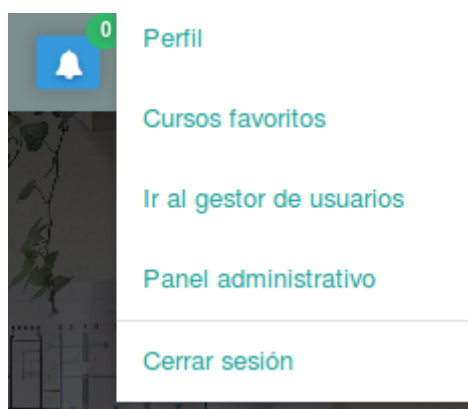 0
Perfil
Cursos favoritos
Ir al gestor de usuarios
Panel administrativo
Cerrar sesión